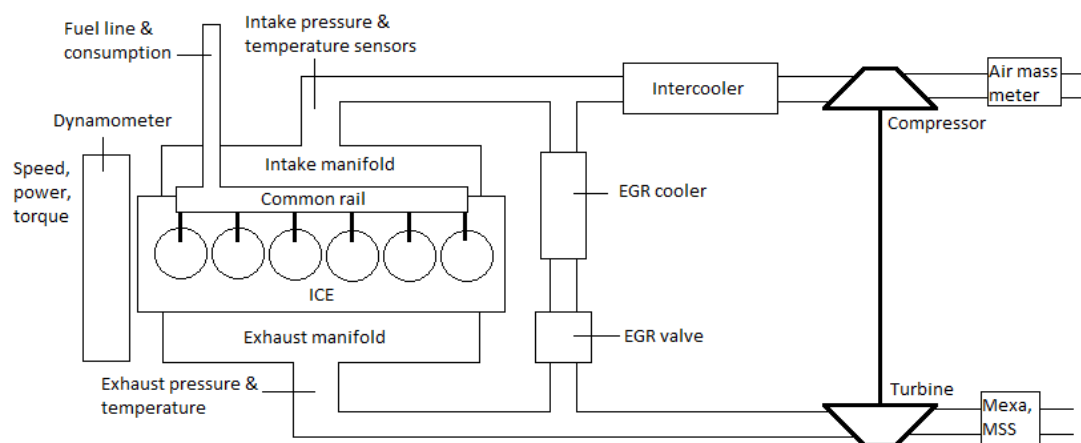 Fuel line &
consumption
Intake pressure &
temperature sensors
Intercooler
Air mass
meter
Compressor
Dynamometer
Speed,
power,
torque
Intake manifold
Common rail
EGR cooler
ICE
Exhaust manifold
EGR valve
Exhaust pressure &
temperature
Turbine
Mexa,
MSS